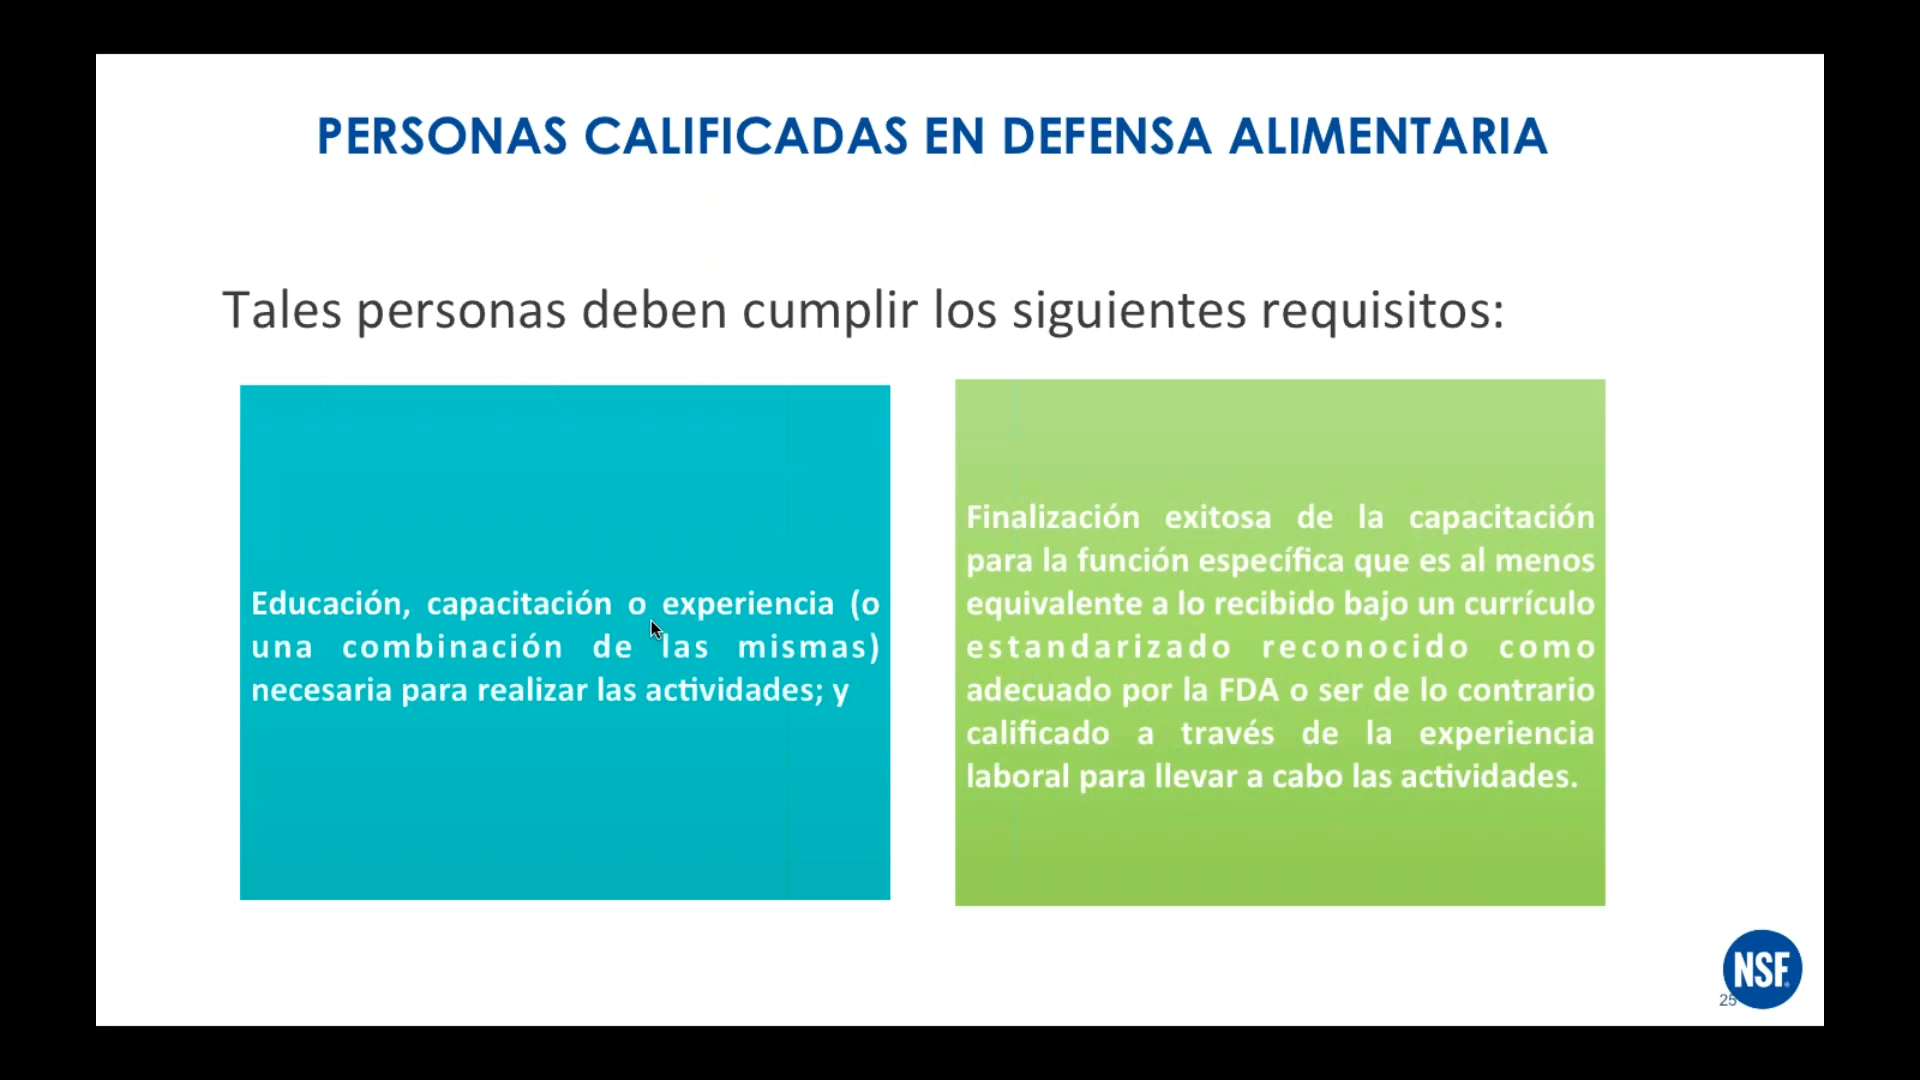 PERSONAS CALIFICADAS EN DEFENSA ALIMENTARIA
Tales personas deben cumplir los siguientes requisitos:
Educación, capacitación o experiencia (o
una combinación de las mismas)
necesaria para realizar las actividades; y
Finalización exitosa de la capacitación
para la función específica que es al menos
equivalente a lo recibido bajo un currículo
estandarizado reconocido como
adecuado por la FDA o ser de lo contrario
calificado a través de la experiencia
laboral para llevar a cabo las actividades.
NSF
25